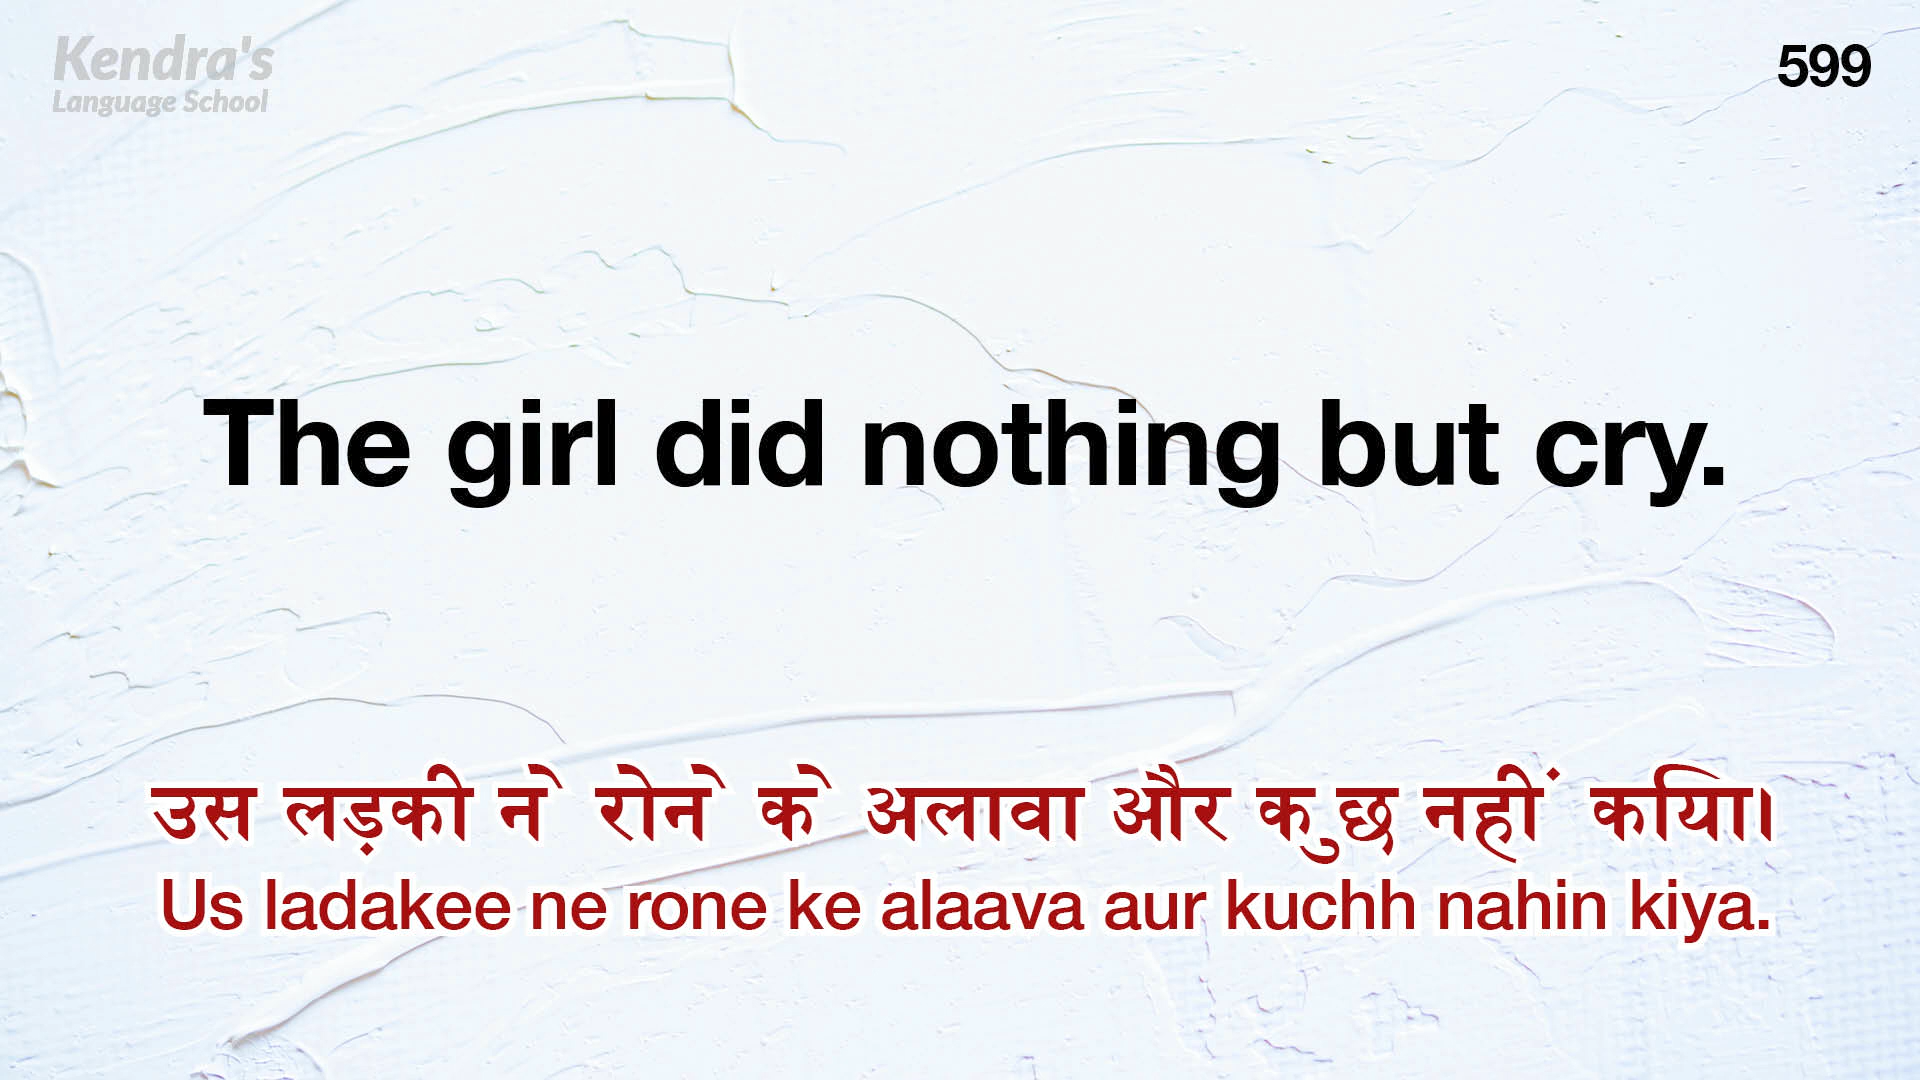 Kendra's
Language School
599
The girl did nothing but cry.
उस लड़की ने रोने के अलावा और कुछ नहीं किया।
Us ladakee ne rone ke alaava aur kuchh nahin kiya.